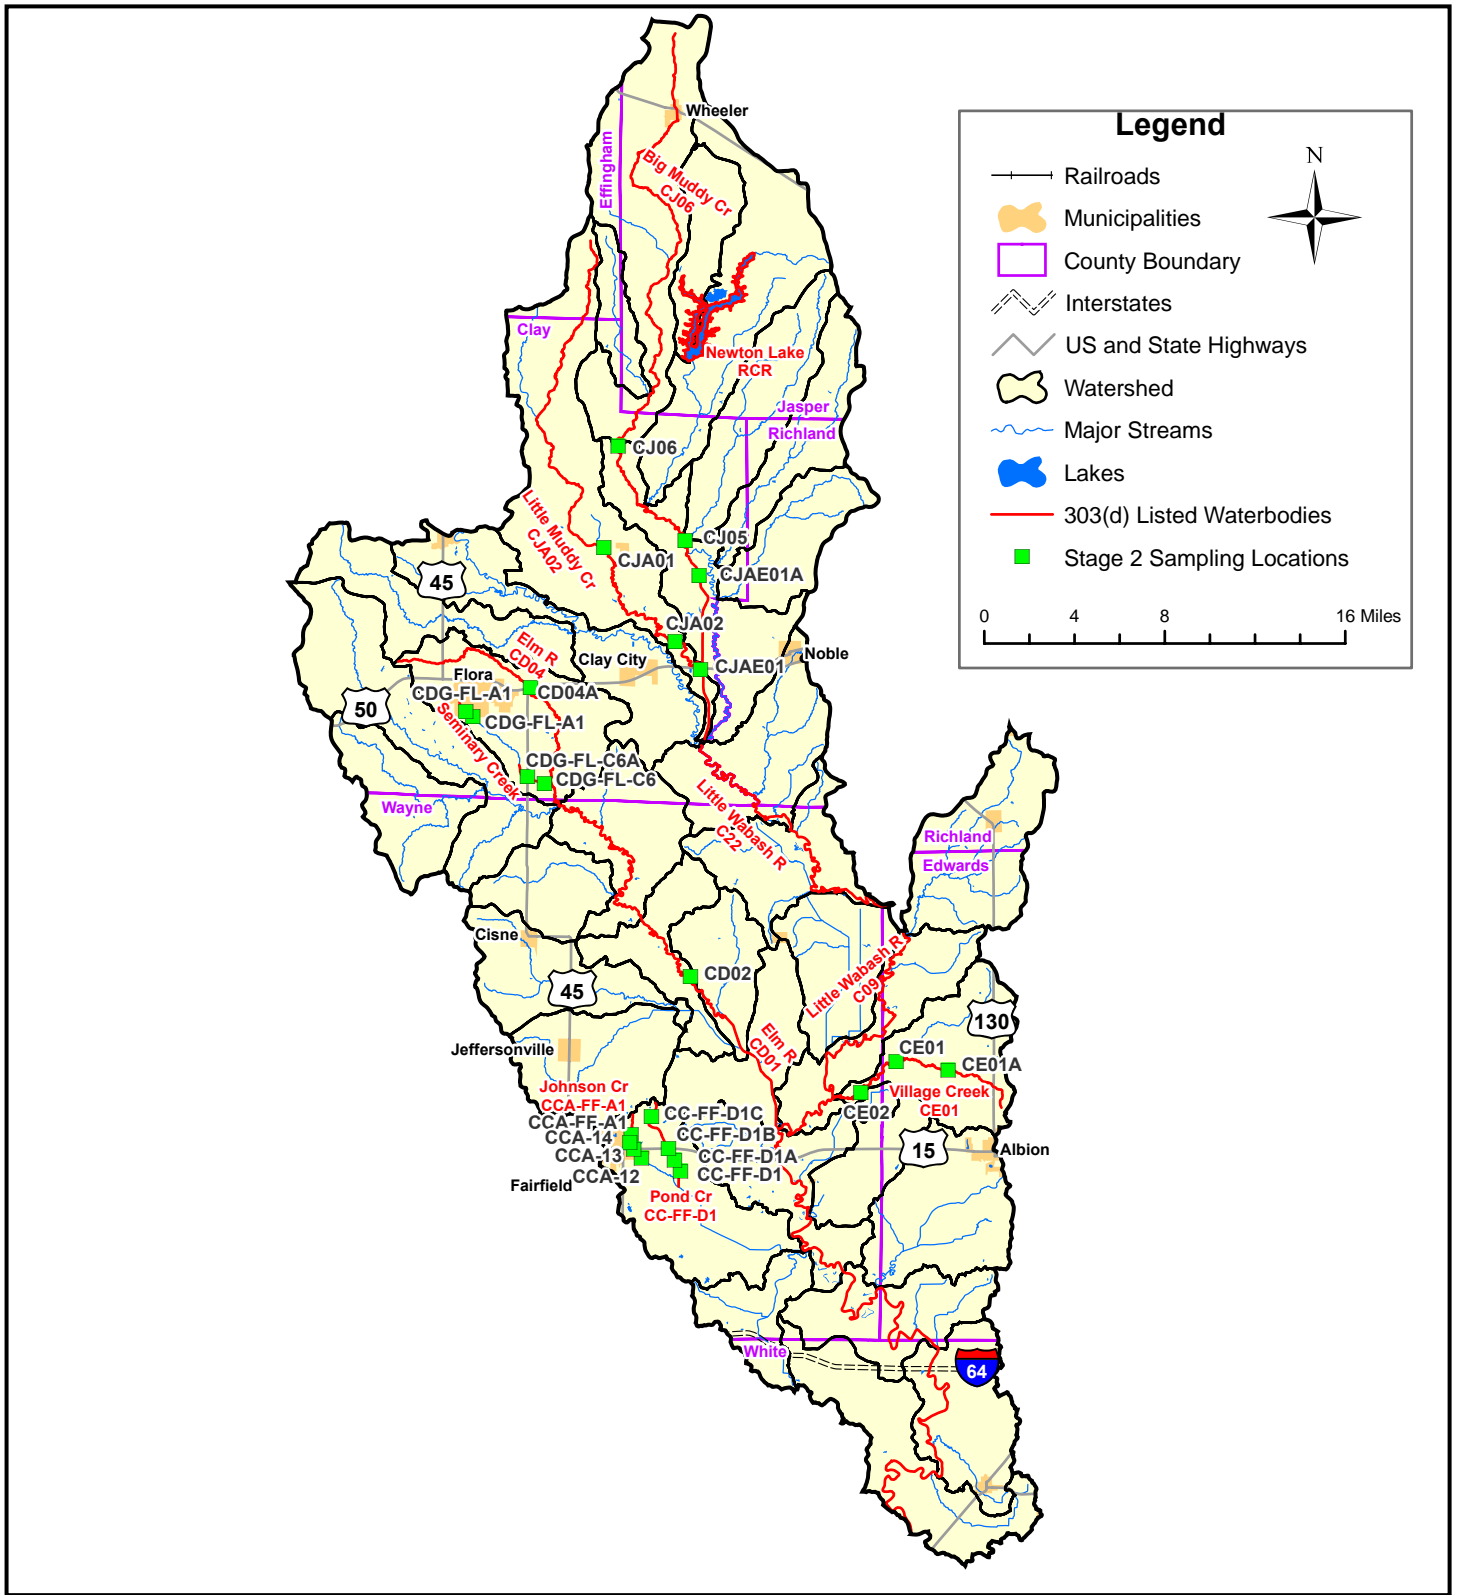 Wheeler
Effingham
Big Muddy Cr
CJ06
Legend
N
Railroads
Municipalities
County Boundary
Interstates
US and State Highways
Watershed
Major Streams
Lakes
303(d) Listed Waterbodies
Stage 2 Sampling Locations
0 4 8 16 Miles
Clay
Newton Lake
RCR
Jasper
Richland
CJ06
Little Muddy Cr
CJA02
CJ05
CJA01
CJAE01A
45
CJA02
Elm R
CD04
Clay City
Noble
CJAE01
Flora
CDG-FL-A1
CD04A
50
CDG-FL-A1
Seminary Creek
CDG-FL-C6A
CDG-FL-C6
Wayne
Little Wabash R
C22
Richland
Edwards
Cisne
45
CD02
Little Wabash R
C09
130
Elm R
CD01
Jeffersonville
CE01
CE01A
Johnson Cr
CCA-FF-A1
Village Creek
CE01
CE02
CC-FF-D1C
CCA-FF-A1
CCA-14
CC-FF-D1B
CCA-13
CC-FF-D1A
15
Albion
CCA-12
CC-FF-D1
Fairfield
Pond Cr
CC-FF-D1
White
64